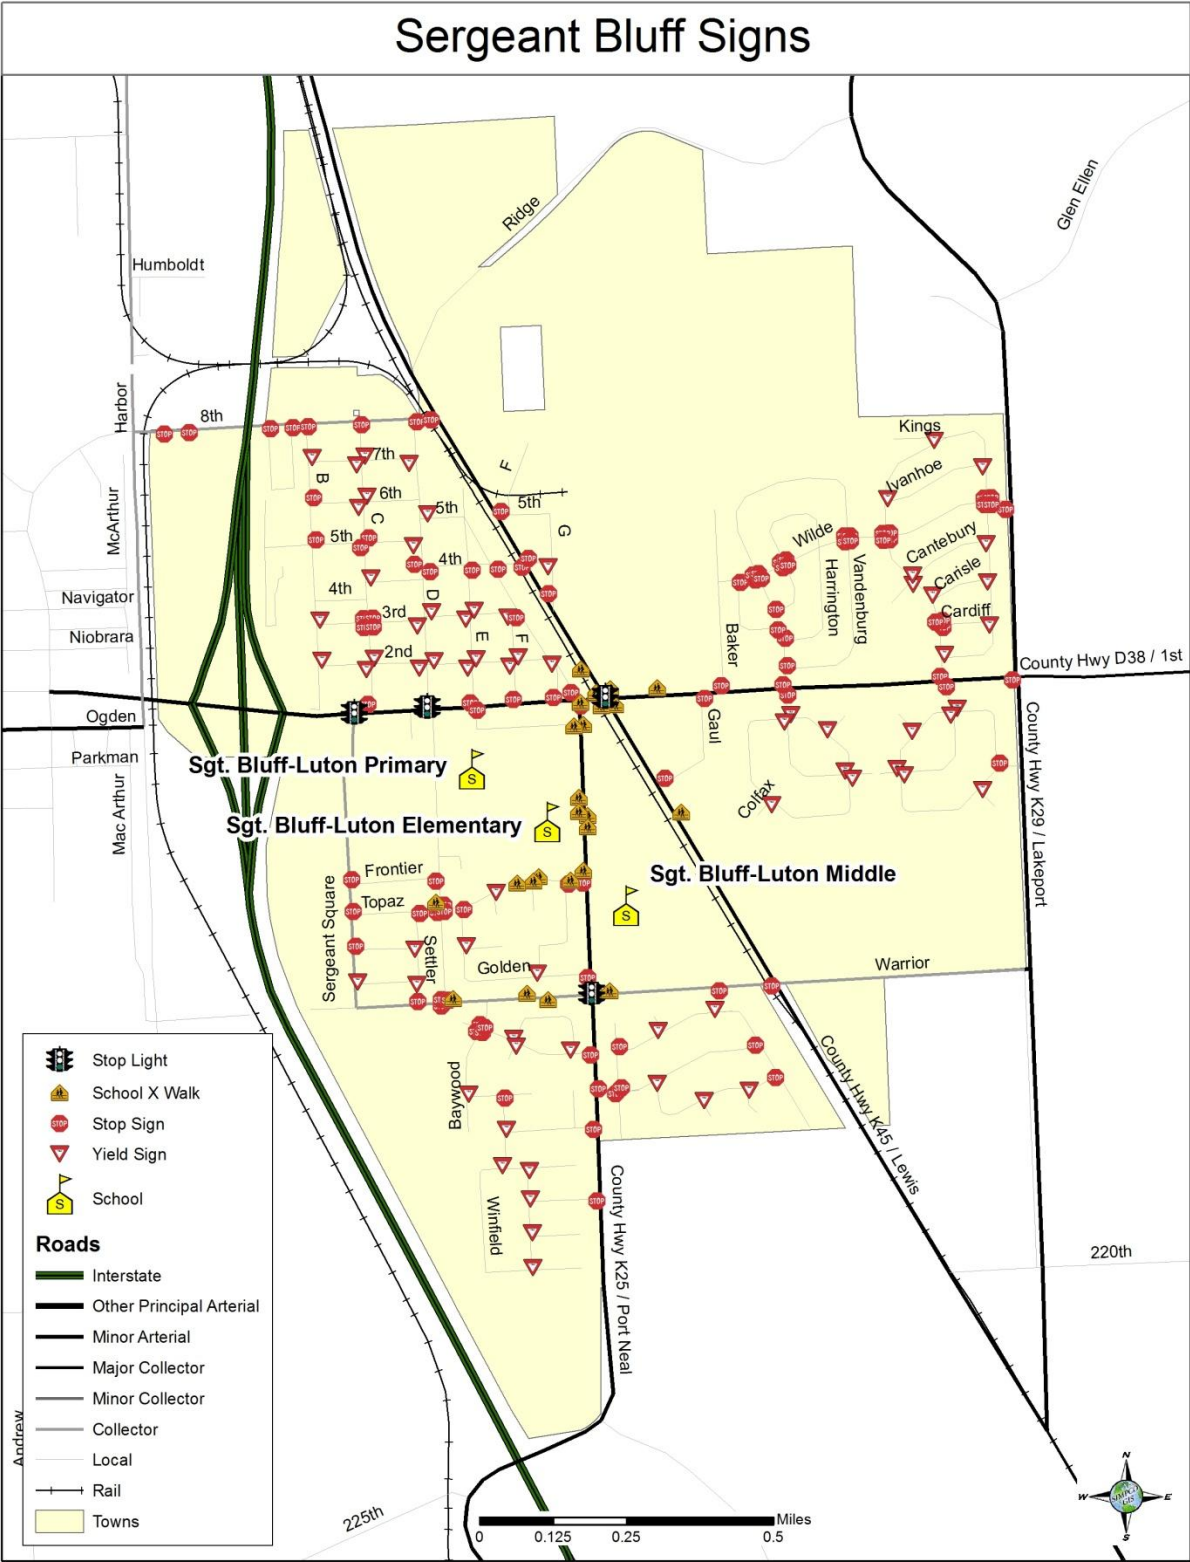 Sergeant Bluff Signs
Glen Ellen
Ridge
Humboldt
Harbor
8th
Kings
7th
F
Ivanhoe
B
6th
C
5th
5th
G
McArthur
5th
Wilde
Cantebury
4th
Vandenburg
Harrington
Carisle
4th
Navigator
D
3rd
Cardiff
Niobrara
E
F
Baker
2nd
County Hwy D38 / 1st
Ogden
Gaul
County Hwy K29 / Lakeport
Parkman
Sgt. Bluff-Luton Primary
Mac Arthur
Colfax
Sgt. Bluff-Luton Elementary
Frontier
Sgt. Bluff-Luton Middle
Topaz
Sergeant Square
Settler
Golden
Warrior
Baywood
County Hwy K45 / Lewis
Winfield
County Hwy K25 / Port Neal
220th
Andrew
225th
Stop Light
School X Walk
STOP
Stop Sign
Yield Sign
S
School
Roads
Interstate
Other Principal Arterial
Minor Arterial
Major Collector
Minor Collector
Collector
Local
Rail
Towns
Miles
0 0.125 0.25 0.5
N
W E
SIMPCO
GIS
S